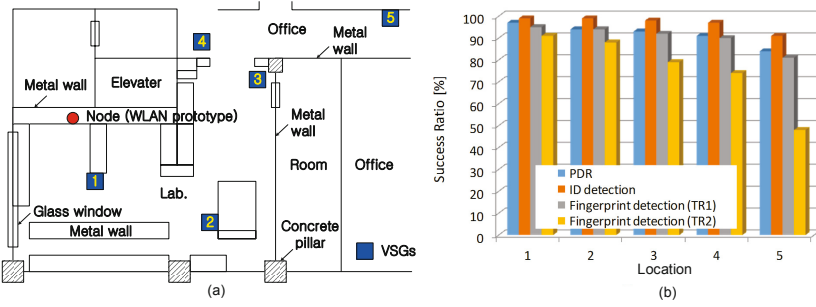 4
Office
5
Metal
wall
Elevater
3
Metal wall
Node (WLAN prototype)
Metal
wall
1
Lab.
Room
Office
Glass window
Metal wall
2
Concrete
pillar
VSGs
(a)
Success Ratio [%]
100
90
80
70
60
50
40
30
20
10
0
PDR
ID detection
Fingerprint detection (TR1)
Fingerprint detection (TR2)
1
2
3
4
5
Location
(b)